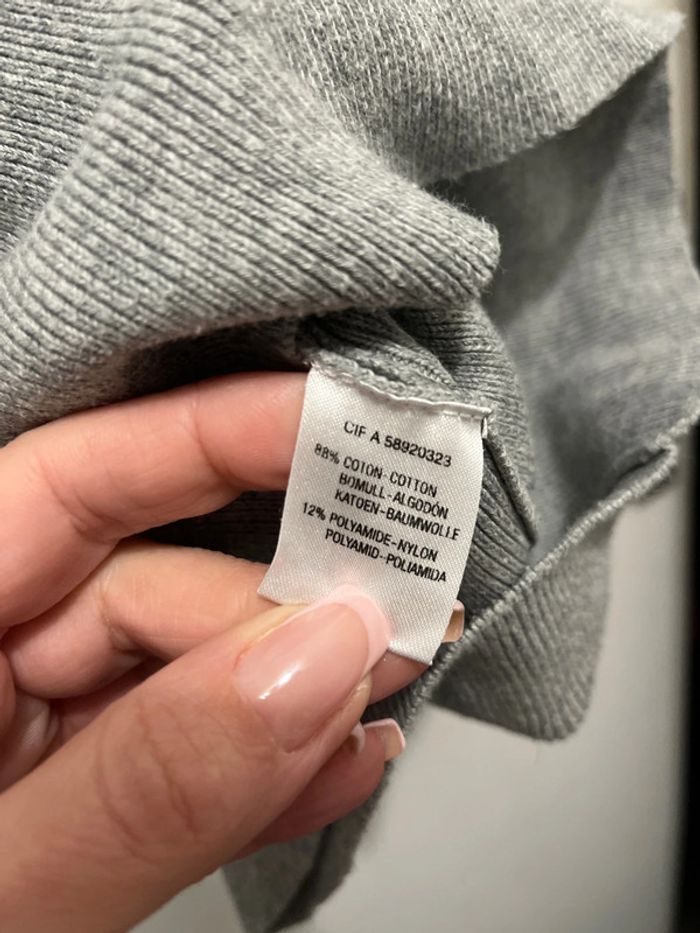 CIF A 58920323
88% COTON-COTTON
BOMULL-ALGODÓN
KATOEN-BAUMWOLLE
12% POLYAMIDE-NYLON
POLYAMID-POLIAMIDA